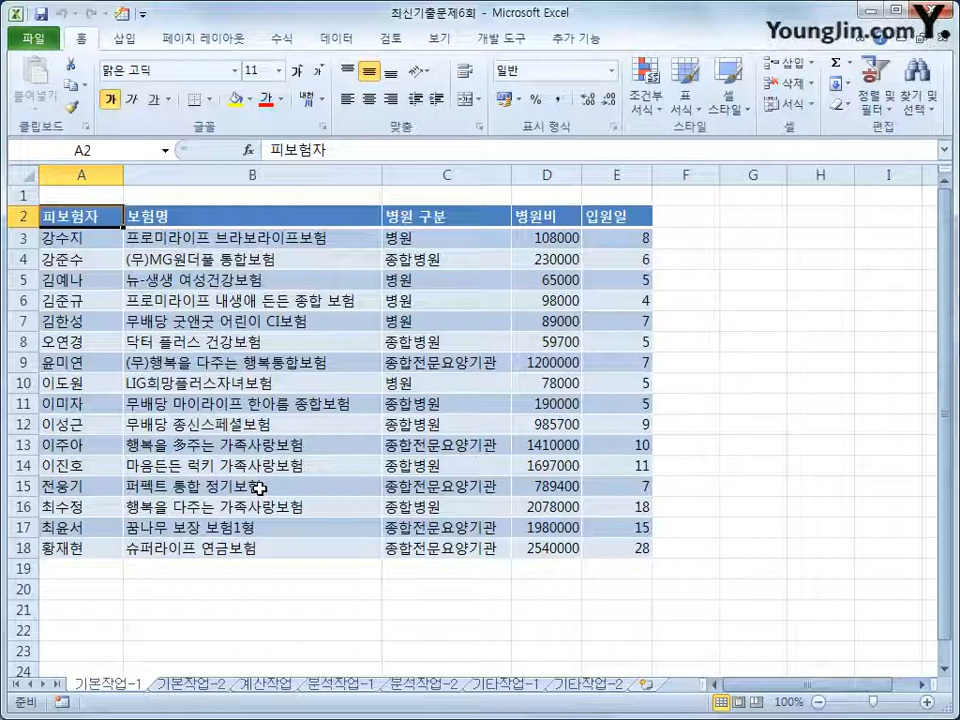 최신기출문제6회 - Microsoft Excel
Younglin.com Y.
파일 홈 삽입 페이지 레이아웃 수식 데이터 검토 보기 개발 도구 추가 기능
맑은 고딕 11 일반
붙여넣기 가 가 가 조건부 서식 표 서식 셀 스타일 삽입 삭제 서식 정렬 및 필터 찾기 및 선택
클립보드 글꼴 맞춤 표시 형식 스타일 셀 편집
A2 fx 피보험자
A B C D E F G H I
1
2 피보험자 보험명 병원 구분 병원비 입원일
3 강수지 프로미라이프 브라보라이프보험 병원 108000 8
4 강준수 (무)MG원더풀 통합보험 종합병원 230000 6
5 김예나 뉴-생생 여성건강보험 병원 65000 5
6 김준규 프로미라이프 내생애 든든 종합 보험 병원 98000 4
7 김한성 무배당 굿앤굿 어린이 CI보험 병원 89000 7
8 오연경 닥터 플러스 건강보험 종합병원 59700 5
9 윤미연 (무)행복을 다주는 행복통합보험 종합전문요양기관 1200000 7
10 이도원 LIG희망플러스자녀보험 병원 78000 5
11 이미자 무배당 마이라이프 한아름 종합보험 종합병원 190000 5
12 이성근 무배당 종신스페셜보험 종합병원 985700 9
13 이주아 행복을 多주는 가족사랑보험 종합전문요양기관 1410000 10
14 이진호 마음든든 럭키 가족사랑보험 종합병원 1697000 11
15 전웅기 퍼펙트 통합 정기보험 종합전문요양기관 789400 7
16 최수정 행복을 다주는 가족사랑보험 종합병원 2078000 18
17 최윤서 꿈나무 보장 보험1형 종합전문요양기관 1980000 15
18 황재현 슈퍼라이프 연금보험 종합전문요양기관 2540000 28
19
20
21
22
23
24
기본작업-1 기본작업-2 계산작업 분석작업-1 분석작업-2 기타작업-1 기타작업-2
준비 100%